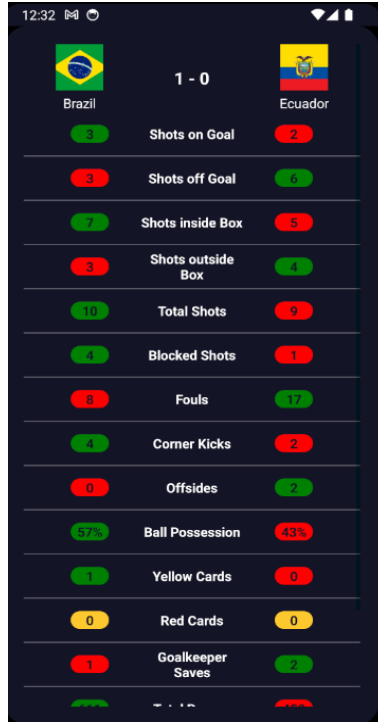 12:32
1 - 0
Brazil Ecuador
3 Shots on Goal 2
3 Shots off Goal 6
7 Shots inside Box 5
3 Shots outside Box 4
10 Total Shots 9
4 Blocked Shots 1
8 Fouls 17
4 Corner Kicks 2
0 Offsides 2
57% Ball Possession 43%
1 Yellow Cards 0
0 Red Cards 0
1 Goalkeeper Saves 2